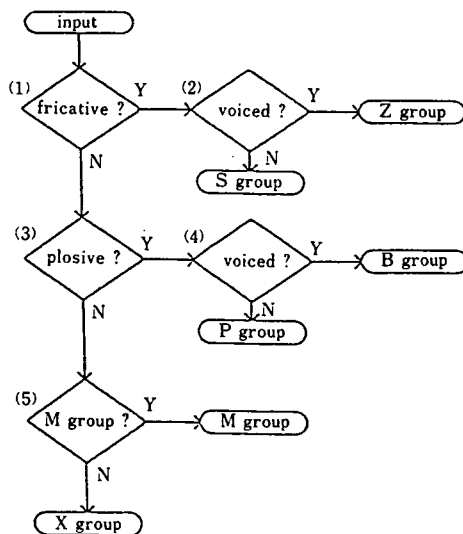 input
(1) fricative ? Y (2) voiced ? Y Z group
N N
S group
(3) plosive ? Y (4) voiced ? Y B group
N N
P group
(5) M group ? Y M group
N
X group